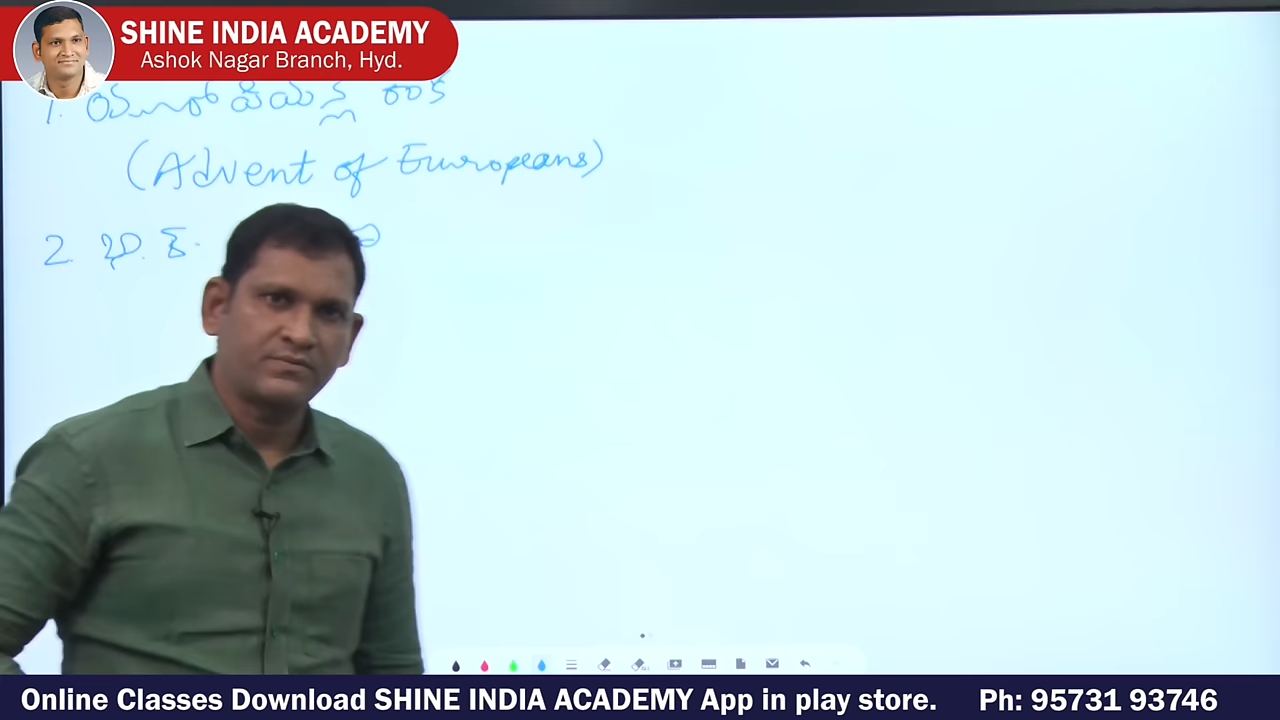 SHINE INDIA ACADEMY
Ashok Nagar Branch, Hyd.
1. యూరోపియన్ల రాక
(Advent of Europeans)
2.
Online Classes Download SHINE INDIA ACADEMY App in play store. Ph: 95731 93746